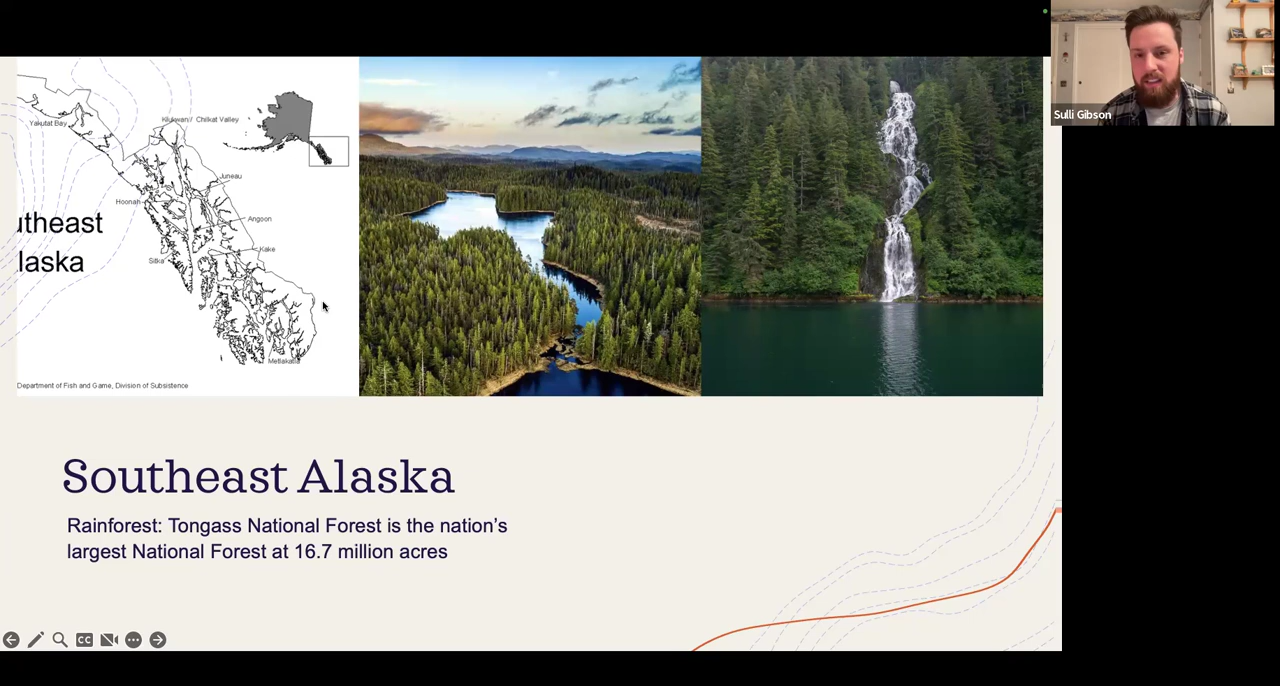 Sulli Gibson
Yakutat Bay
Klukwan / Chilkat Valley
Juneau
Hoonah
Angoon
utheast
Kake
laska
Sitka
Metlakatla
Department of Fish and Game, Division of Subsistence
Southeast Alaska
Rainforest: Tongass National Forest is the nation's
largest National Forest at 16.7 million acres
CC